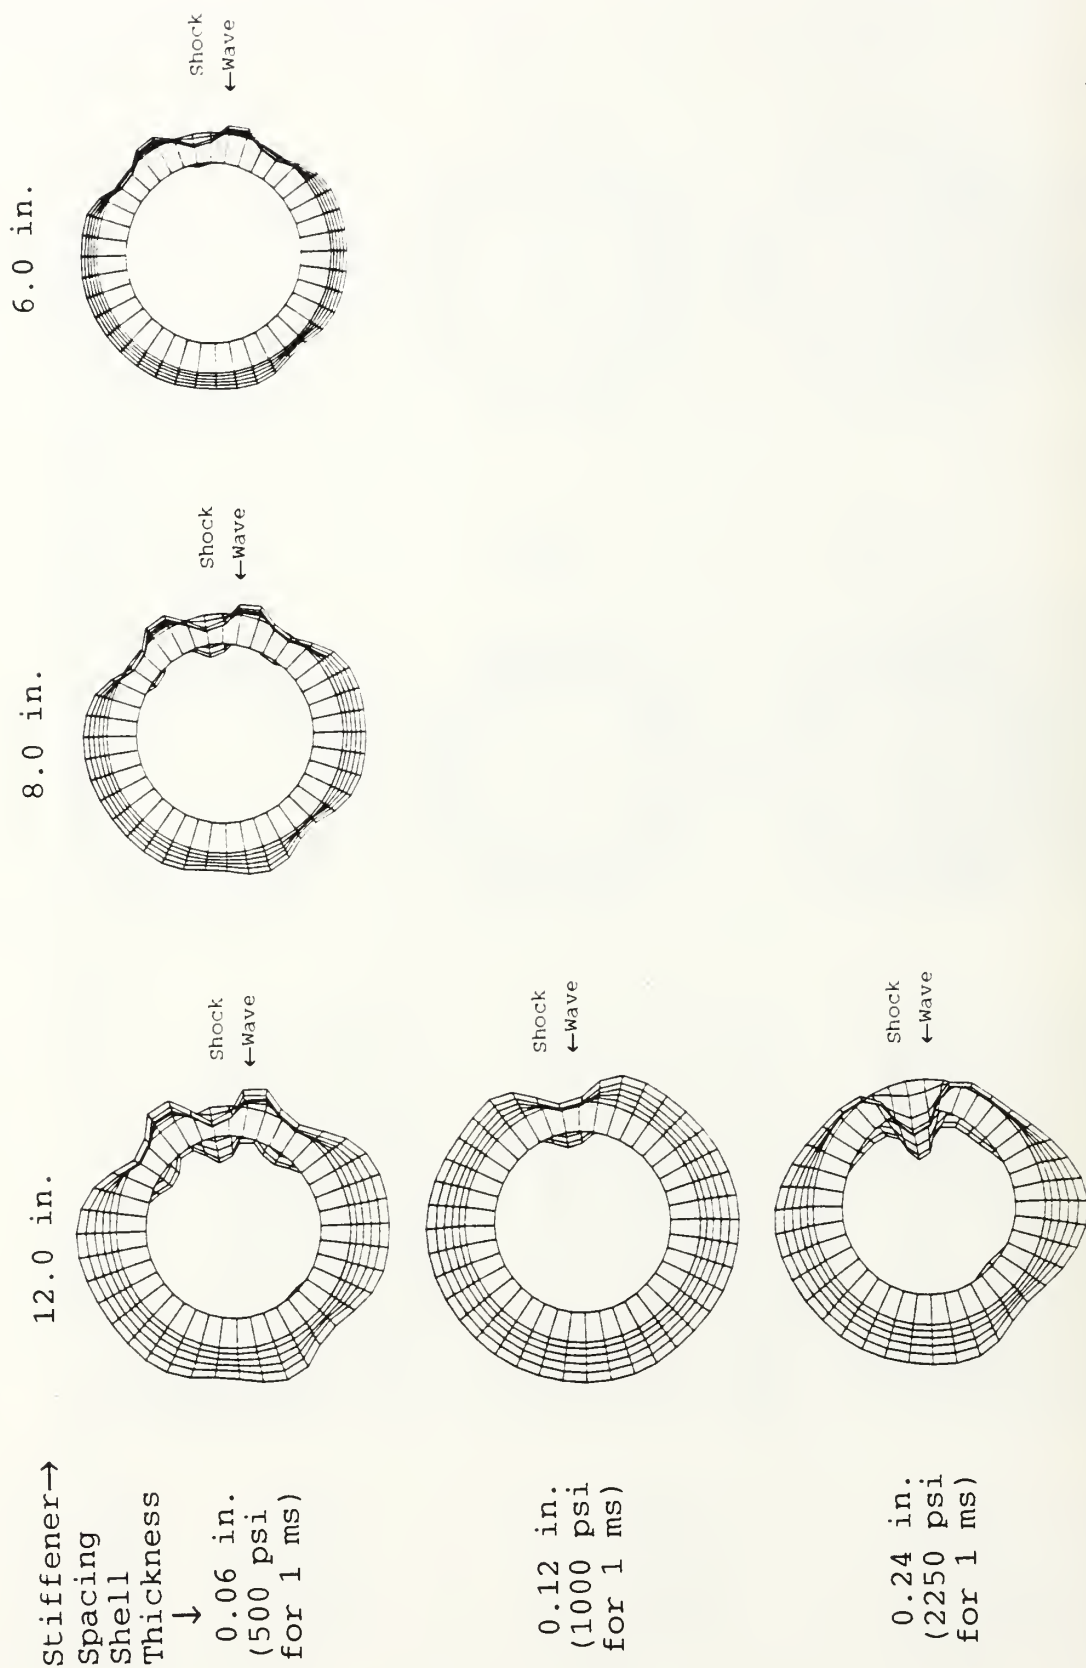 Stiffener→
Spacing
Shell
Thickness
↓
12.0 in.
8.0 in.
6.0 in.
0.06 in.
(500 psi
for 1 ms)
Shock
←Wave
Shock
←Wave
Shock
←Wave
0.12 in.
(1000 psi
for 1 ms)
Shock
←Wave
0.24 in.
(2250 psi
for 1 ms)
Shock
←Wave